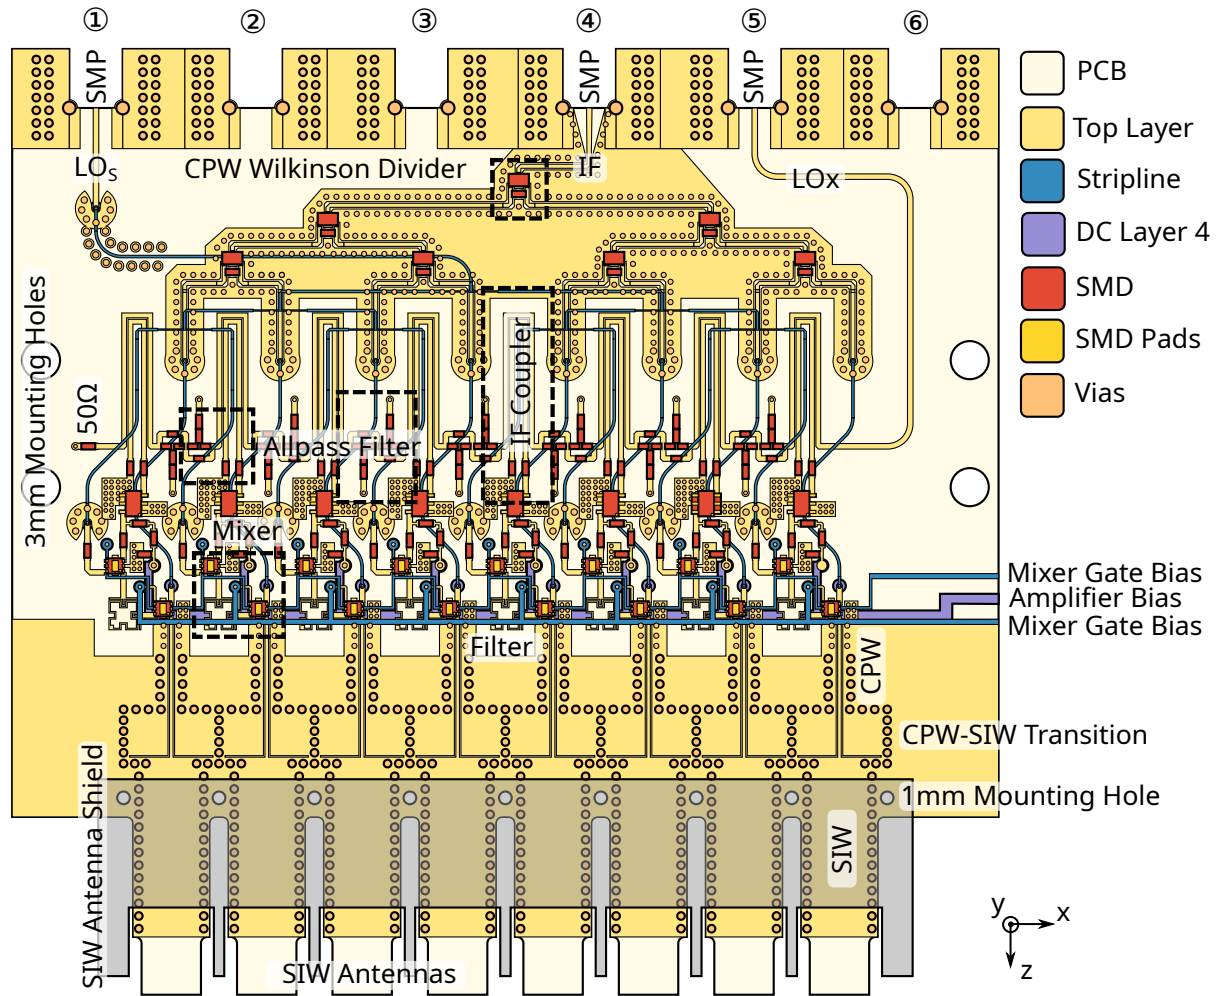 ① ② ③ ④ ⑤ ⑥
SMP SMP SMP
PCB
Top Layer
Stripline
DC Layer 4
SMD
SMD Pads
Vias
LOS
CPW Wilkinson Divider
IF
LOx
3mm Mounting Holes
50Ω
IF Coupler
Allpass Filter
Mixer
Mixer Gate Bias
Amplifier Bias
Mixer Gate Bias
Filter
CPW
CPW-SIW Transition
SIW Antenna Shield
1mm Mounting Hole
SIW
SIW Antennas
y
x
z